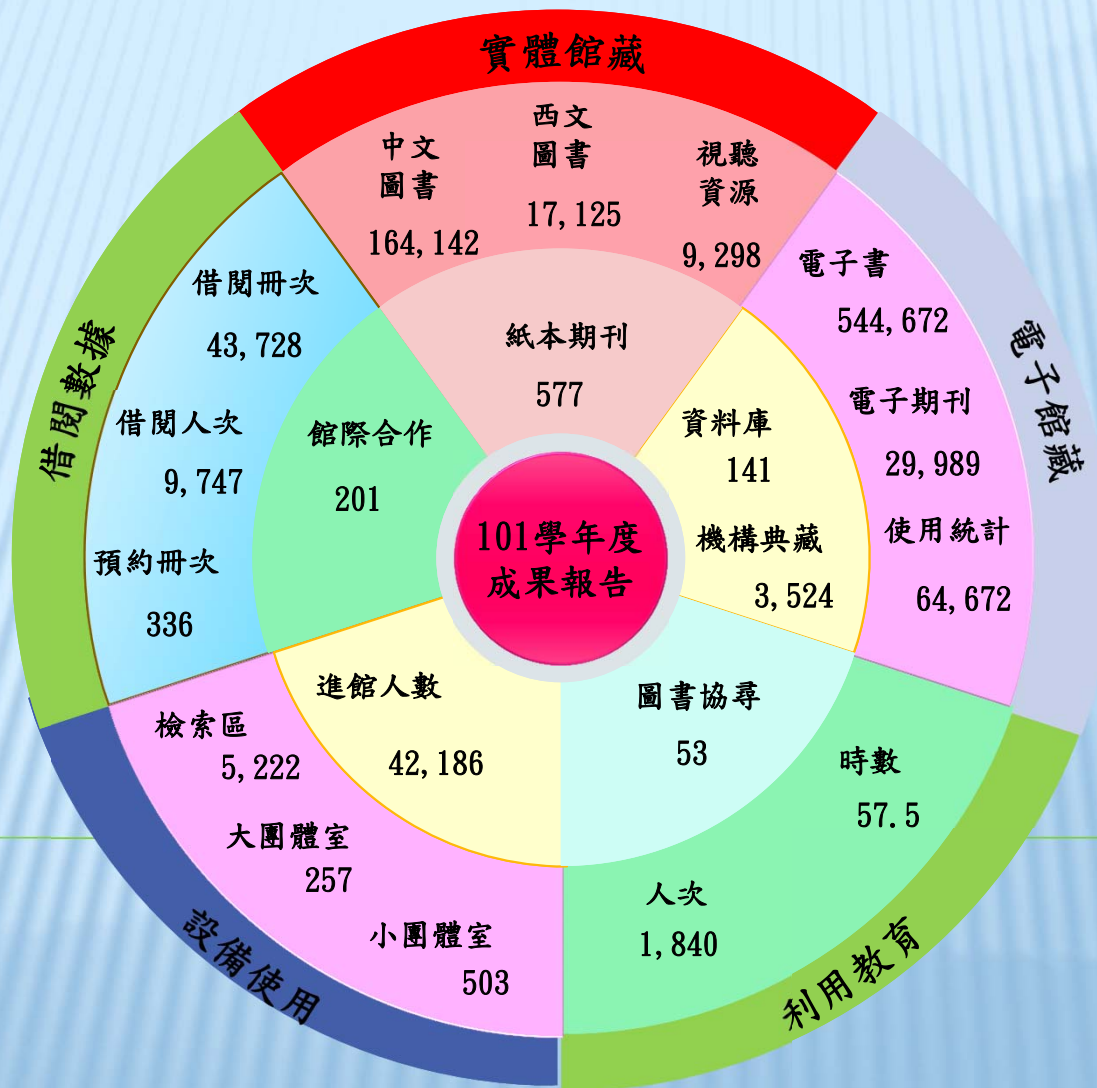 實體館藏
中文
圖書
164,142
西文
圖書
17,125
視聽
資源
9,298
紙本期刊
577
電子館藏
電子書
544,672
電子期刊
29,989
使用統計
64,672
資料庫
141
機構典藏
3,524
利用教育
時數
57.5
人次
1,840
圖書協尋
53
設備使用
檢索區
5,222
大團體室
257
小團體室
503
進館人數
42,186
借閱數據
借閱冊次
43,728
借閱人次
9,747
預約冊次
336
館際合作
201
101學年度
成果報告